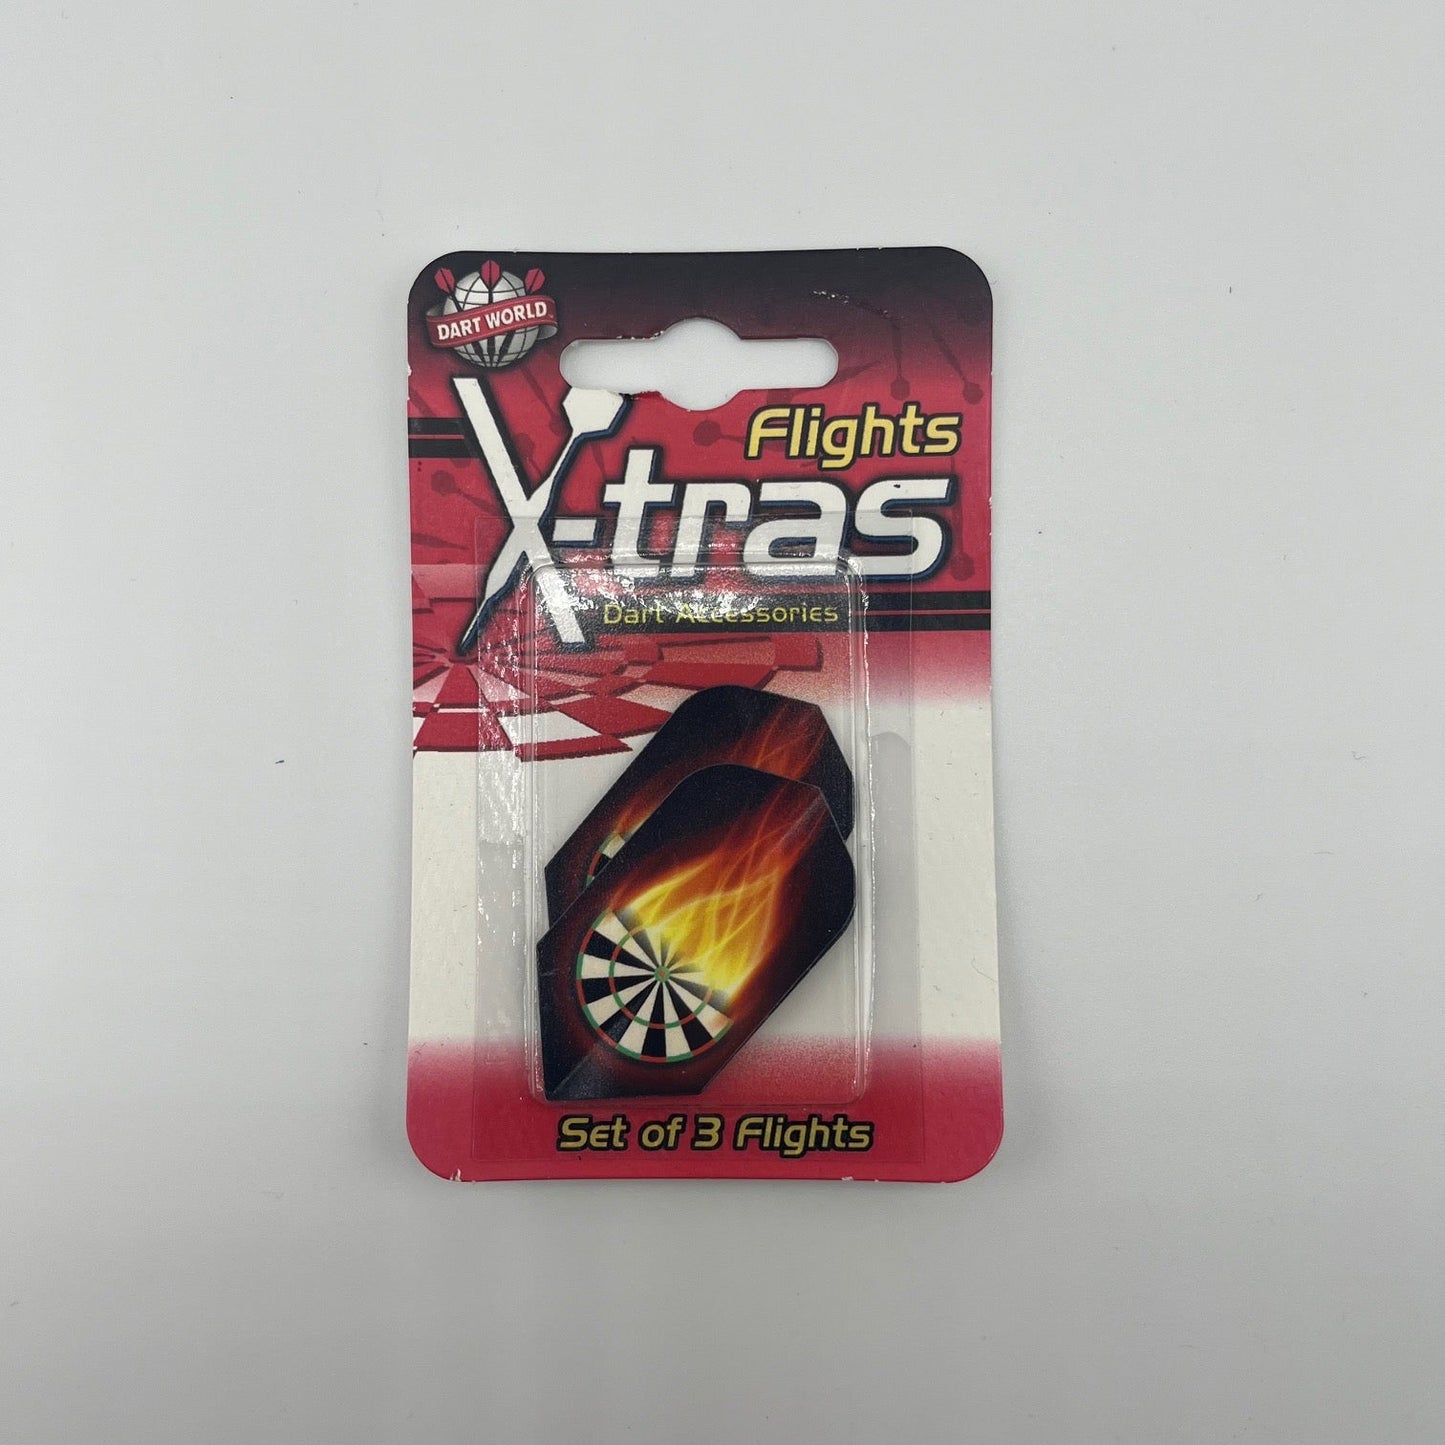 DART WORLD
Flights
X-tras
Dart Accessories
Set of 3 Flights